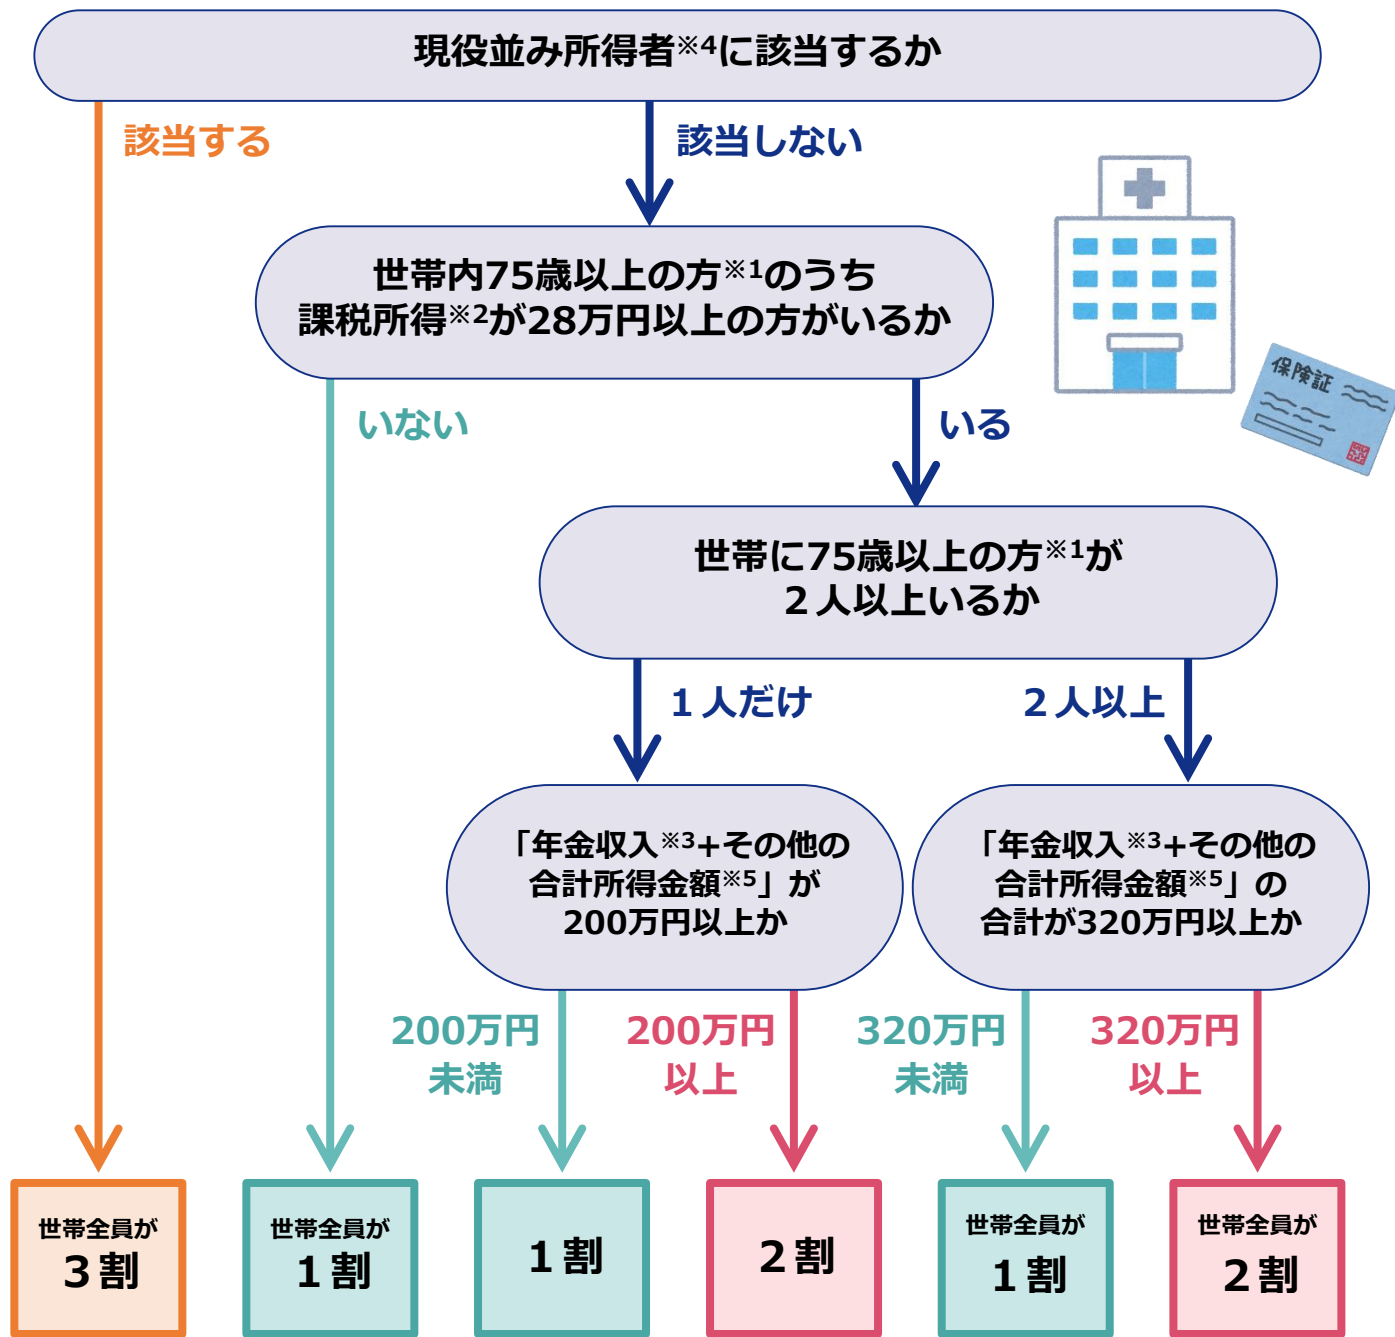 現役並み所得者※4に該当するか
該当する
該当しない
世帯内75歳以上の方※1のうち
課税所得※2が28万円以上の方がいるか
保険証
いない
いる
世帯に75歳以上の方※1が
２人以上いるか
１人だけ
２人以上
「年金収入※3+その他の
合計所得金額※5」が
200万円以上か
「年金収入※3+その他の
合計所得金額※5」の
合計が320万円以上か
200万円
未満
200万円
以上
320万円
未満
320万円
以上
世帯全員が
３割
世帯全員が
１割
１割
２割
世帯全員が
１割
世帯全員が
２割